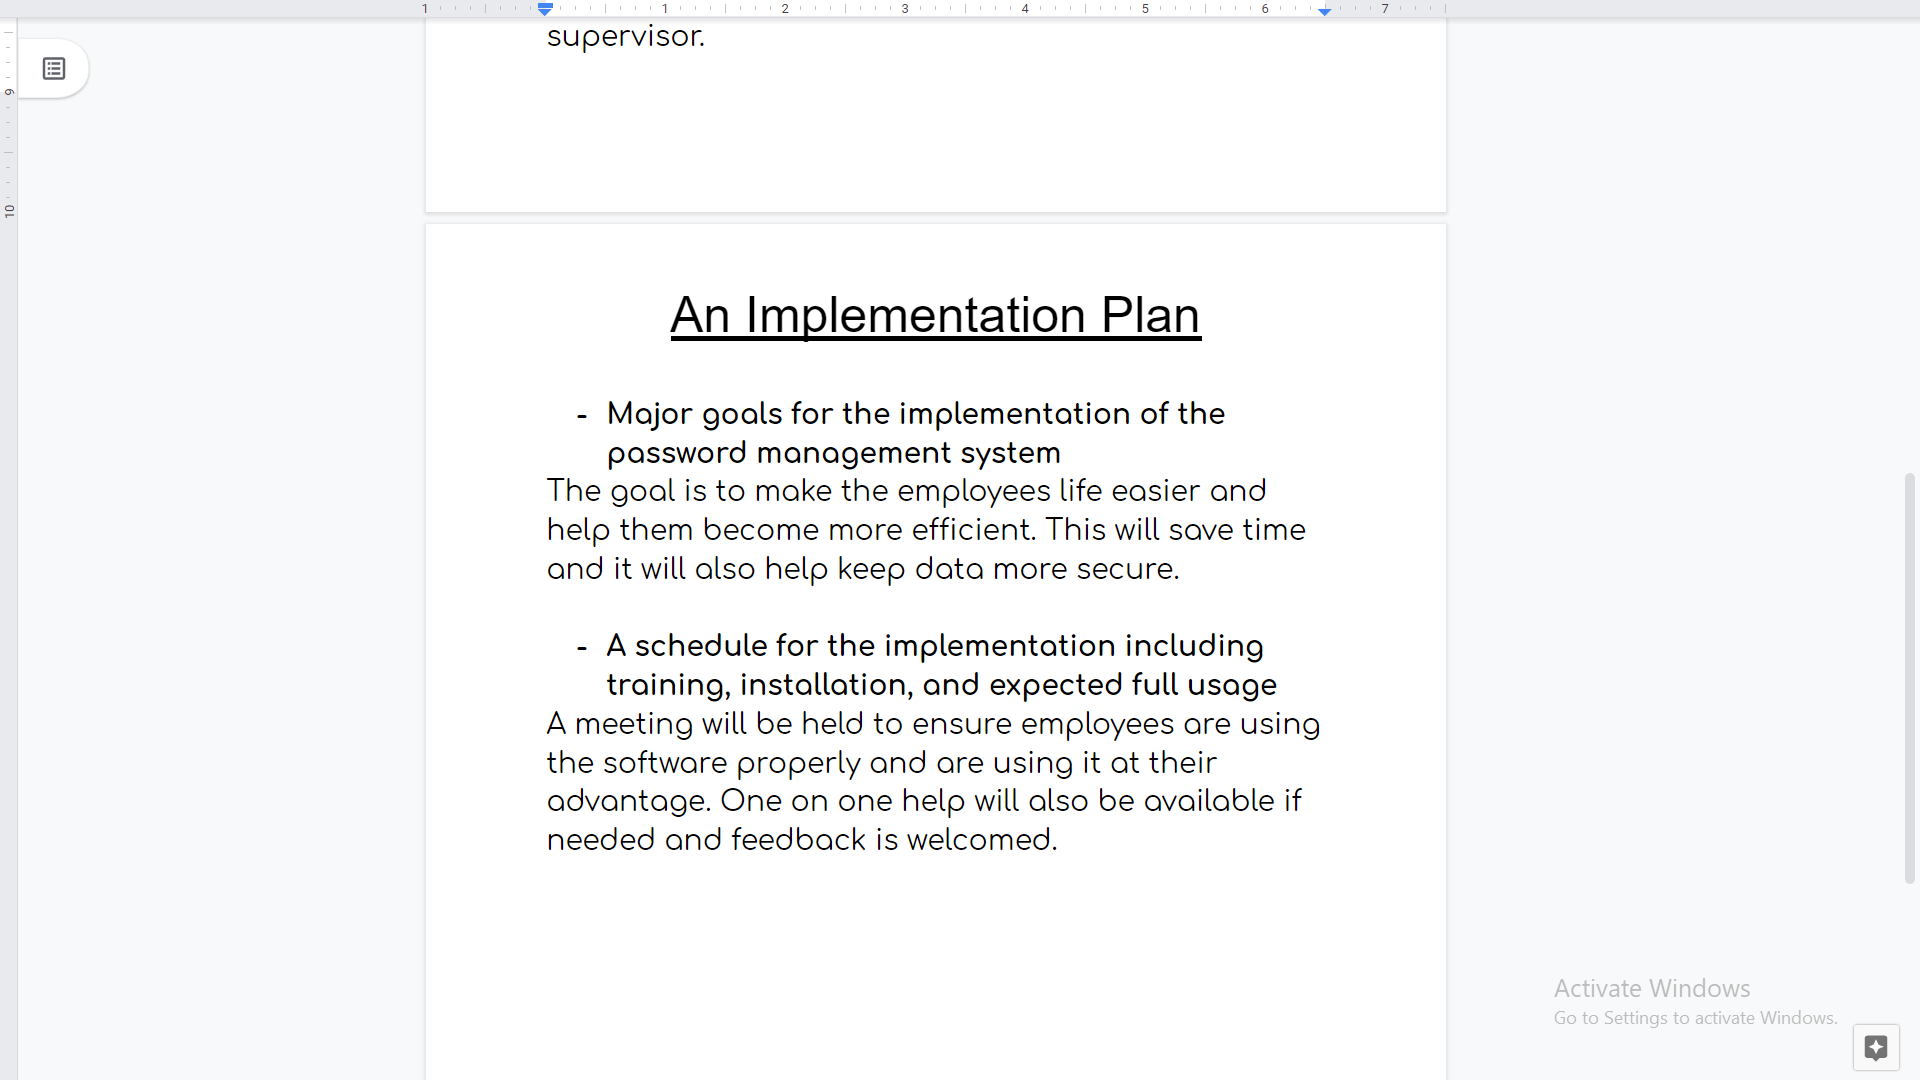 1 1 2 3 4 5 6 7
supervisor.
9
10
An Implementation Plan
- Major goals for the implementation of the
password management system
The goal is to make the employees life easier and
help them become more efficient. This will save time
and it will also help keep data more secure.
- A schedule for the implementation including
training, installation, and expected full usage
A meeting will be held to ensure employees are using
the software properly and are using it at their
advantage. One on one help will also be available if
needed and feedback is welcomed.
Activate Windows
Go to Settings to activate Windows.